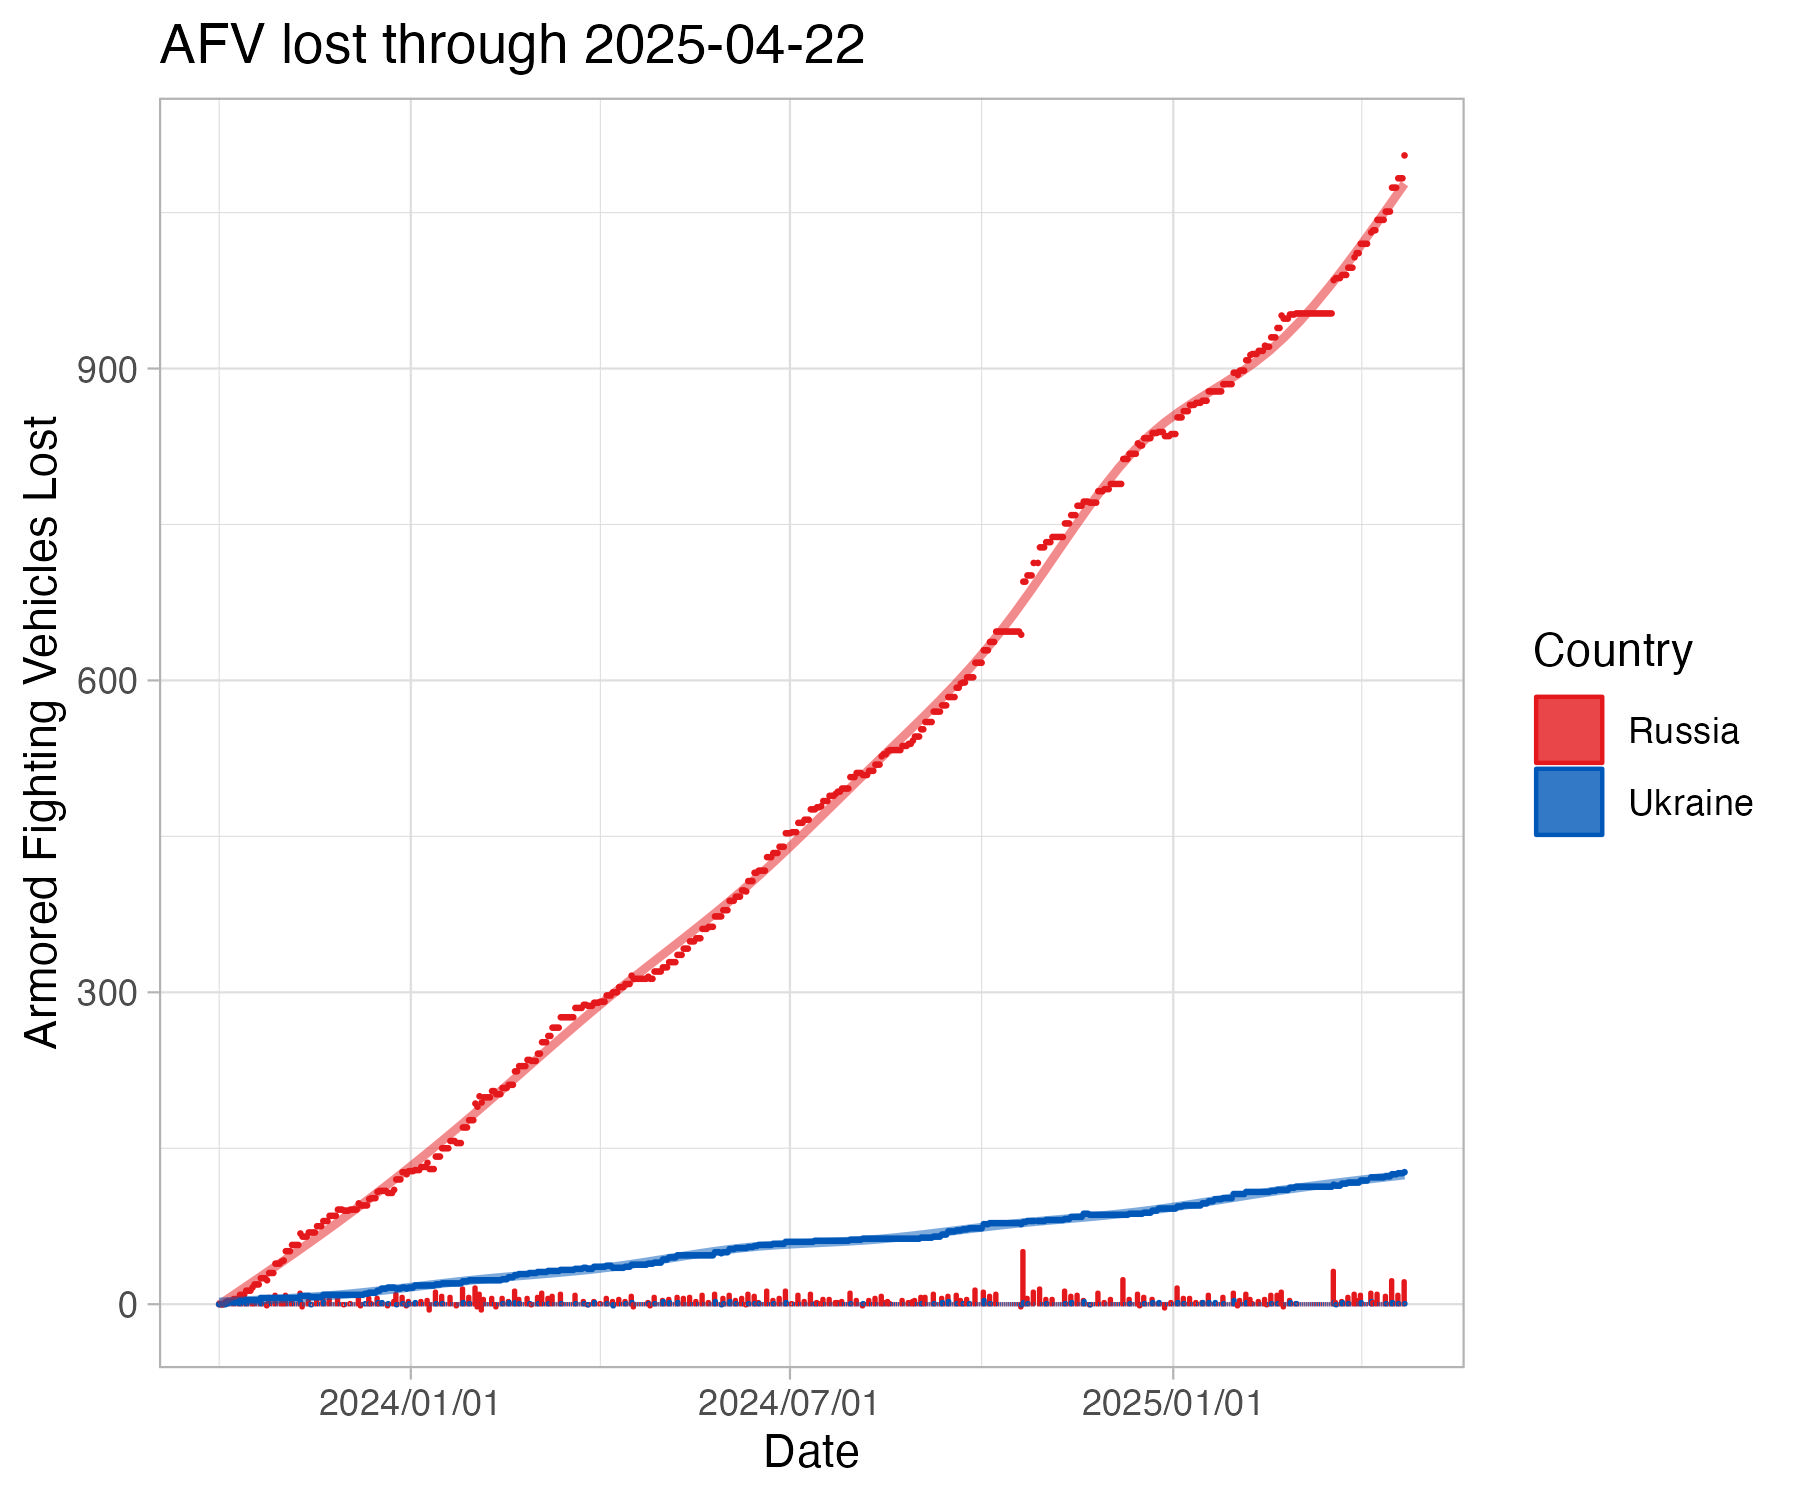 AFV lost through 2025-04-22
Armored Fighting Vehicles Lost
900
600
300
0
2024/01/01
2024/07/01
2025/01/01
Date
Country
Russia
Ukraine